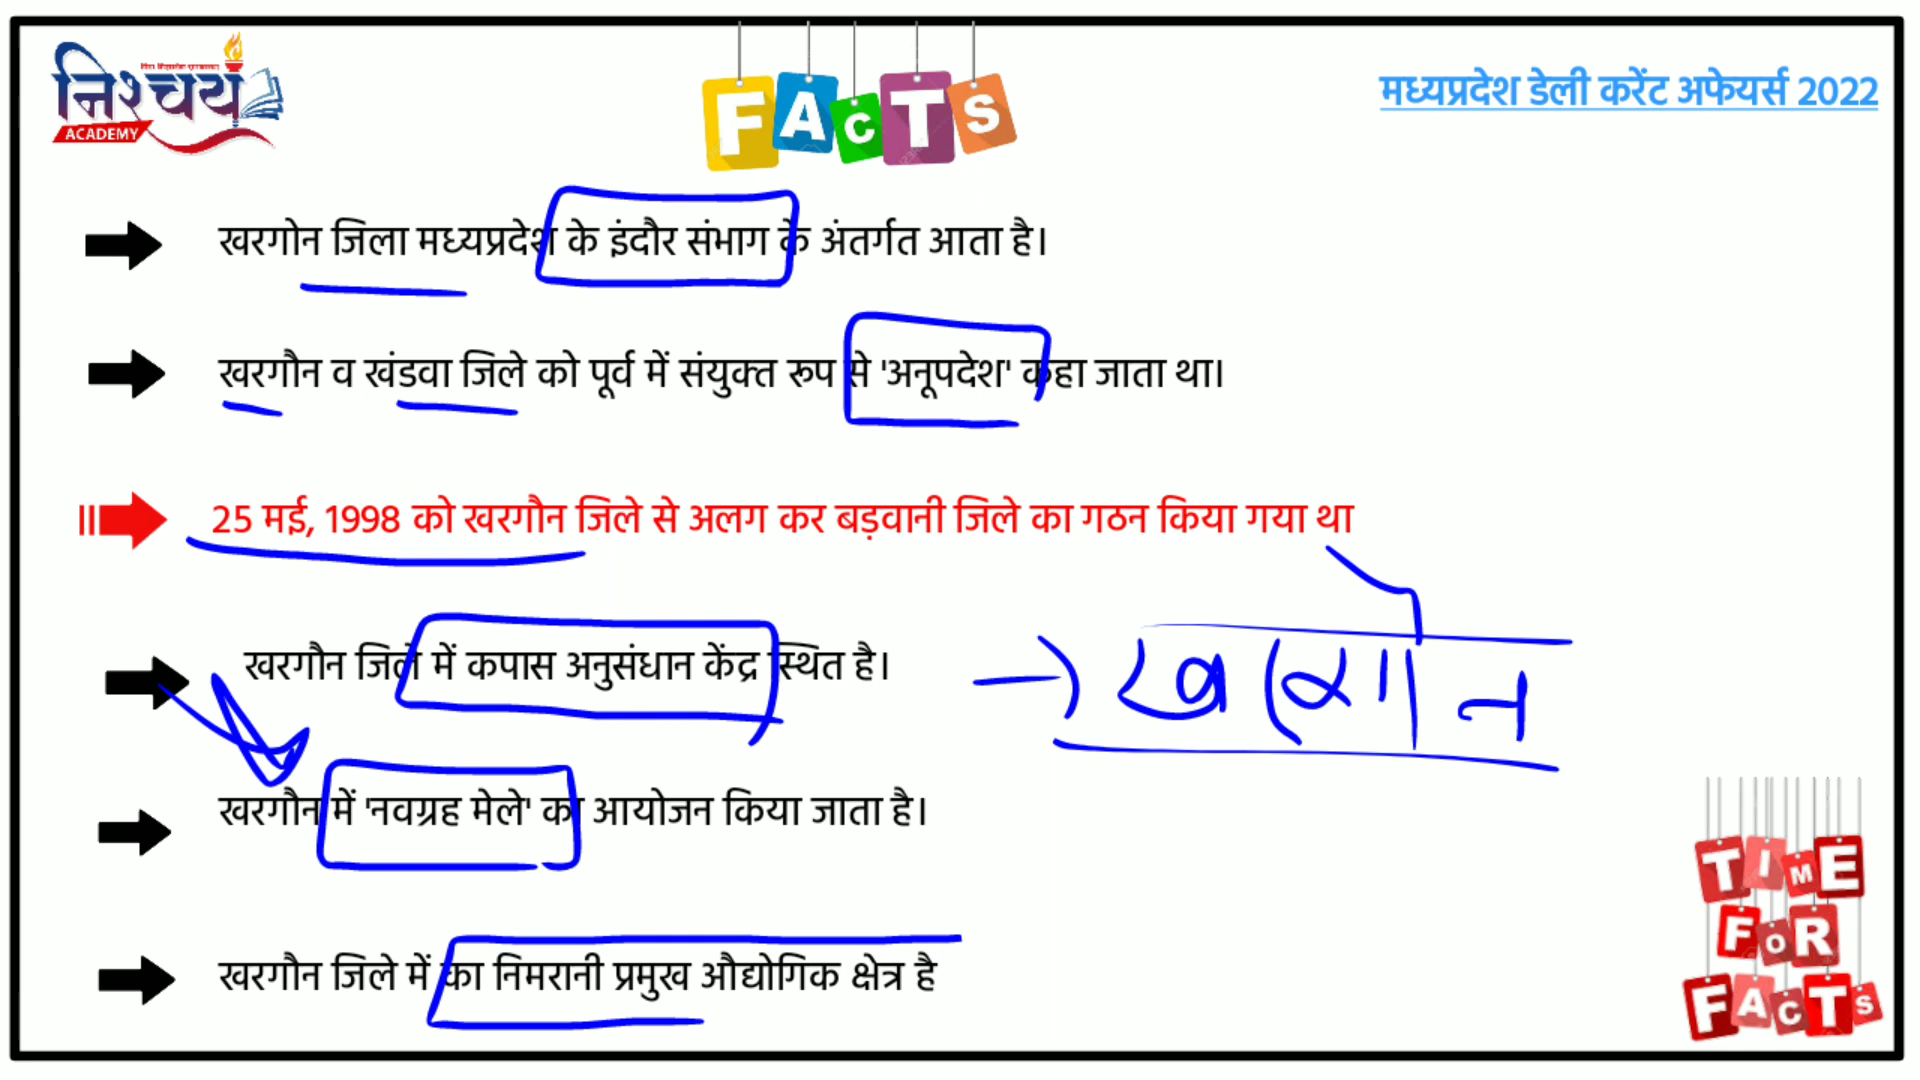 निश्चय
ACADEMY
FACTS
मध्यप्रदेश डेली करेंट अफेयर्स 2022
खरगोन जिला मध्यप्रदेश के इंदौर संभाग के अंतर्गत आता है।
खरगौन व खंडवा जिले को पूर्व में संयुक्त रूप से 'अनूपदेश' कहा जाता था।
25 मई, 1998 को खरगौन जिले से अलग कर बड़वानी जिले का गठन किया गया था
खरगौन जिले में कपास अनुसंधान केंद्र स्थित है।
खरगौन में 'नवग्रह मेले' का आयोजन किया जाता है।
खरगौन जिले में का निमरानी प्रमुख औद्योगिक क्षेत्र है
TIME
FOR
FACTS